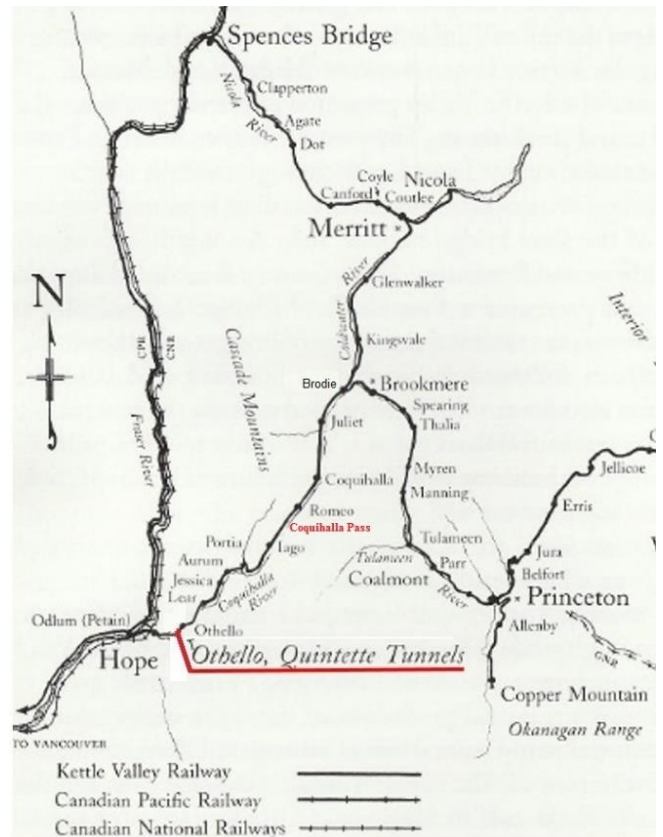 Spences Bridge
Nicola
River
Clapperton
Agate
Dot
Coyle
Nicola
Canford
Coutlee
Merritt *
River
Coldwater
Glenwalker
Interior
N
CPR
CNR
Fraser River
Cascade Mountains
Kingsvale
Brodie
* Brookmere
Juliet
Spearing
Thalia
Coquihalla
Myren
Manning
Jellicoe
Romeo
Erris
Coquihalla Pass
Portia
Iago
Tulameen
Jura
Aurum
Tulameen
Parr
River
Jessica
Coalmont
Belfort
Lear
Coquihalla
River
* Princeton
Odlum (Petain)
Othello
Allenby
Hope
Othello, Quintette Tunnels
GNR
Copper Mountain
TO VANCOUVER
Okanagan Range
Kettle Valley Railway
Canadian Pacific Railway
Canadian National Railways